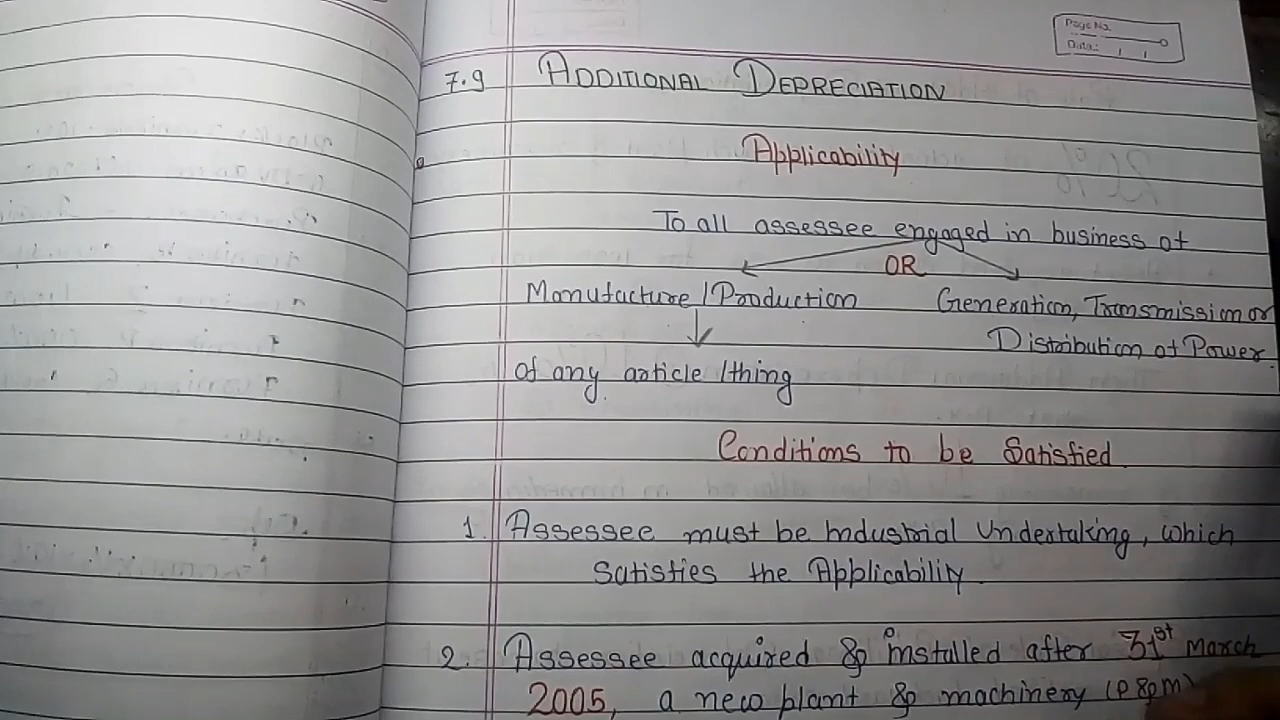 Page No.
Date:
7.9 ADDITIONAL DEPRECIATION
Applicability
To all assessee engaged in business of
OR
Manufacture / Production Generation, Transmission or
Distribution of Power.
of any article / thing
Conditions to be Satisfied
1. Assessee must be Industrial Undertaking, which
satisfies the Applicability.
2. Assessee acquired & installed after 31st March
2005, a new plant & machinery (P&M)